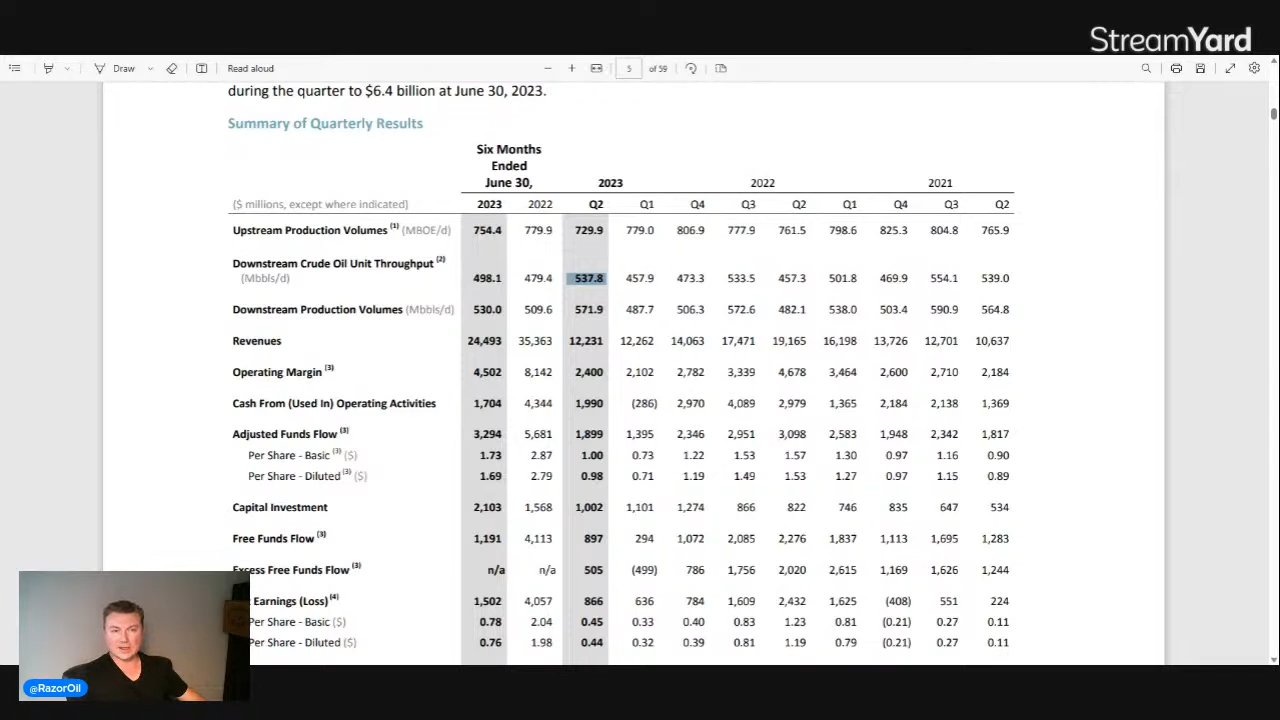 StreamYard
Draw
Read aloud
5 of 59
during the quarter to $6.4 billion at June 30, 2023.
Summary of Quarterly Results
Six Months
Ended
June 30, 2023 2022 2021
($ millions, except where indicated) 2023 2022 Q2 Q1 Q4 Q3 Q2 Q1 Q4 Q3 Q2
Upstream Production Volumes (1) (MBOE/d) 754.4 779.9 729.9 779.0 806.9 777.9 761.5 798.6 825.3 804.8 765.9
Downstream Crude Oil Unit Throughput (2)
(Mbbls/d) 498.1 479.4 537.8 457.9 473.3 533.5 457.3 501.8 469.9 554.1 539.0
Downstream Production Volumes (Mbbls/d) 530.0 509.6 571.9 487.7 506.3 572.6 482.1 538.0 503.4 590.9 564.8
Revenues 24,493 35,363 12,231 12,262 14,063 17,471 19,165 16,198 13,726 12,701 10,637
Operating Margin (3) 4,502 8,142 2,400 2,102 2,782 3,339 4,678 3,464 2,600 2,710 2,184
Cash From (Used In) Operating Activities 1,704 4,344 1,990 (286) 2,970 4,089 2,979 1,365 2,184 2,138 1,369
Adjusted Funds Flow (3) 3,294 5,681 1,899 1,395 2,346 2,951 3,098 2,583 1,948 2,342 1,817
Per Share - Basic (3) ($) 1.73 2.87 1.00 0.73 1.22 1.53 1.57 1.30 0.97 1.16 0.90
Per Share - Diluted (3) ($) 1.69 2.79 0.98 0.71 1.19 1.49 1.53 1.27 0.97 1.15 0.89
Capital Investment 2,103 1,568 1,002 1,101 1,274 866 822 746 835 647 534
Free Funds Flow (3) 1,191 4,113 897 294 1,072 2,085 2,276 1,837 1,113 1,695 1,283
Excess Free Funds Flow (3) n/a n/a 505 (499) 786 1,756 2,020 2,615 1,169 1,626 1,244
Earnings (Loss) (4) 1,502 4,057 866 636 784 1,609 2,432 1,625 (408) 551 224
Per Share - Basic ($) 0.78 2.04 0.45 0.33 0.40 0.83 1.23 0.81 (0.21) 0.27 0.11
Per Share - Diluted ($) 0.76 1.98 0.44 0.32 0.39 0.81 1.19 0.79 (0.21) 0.27 0.11
@RazorOil